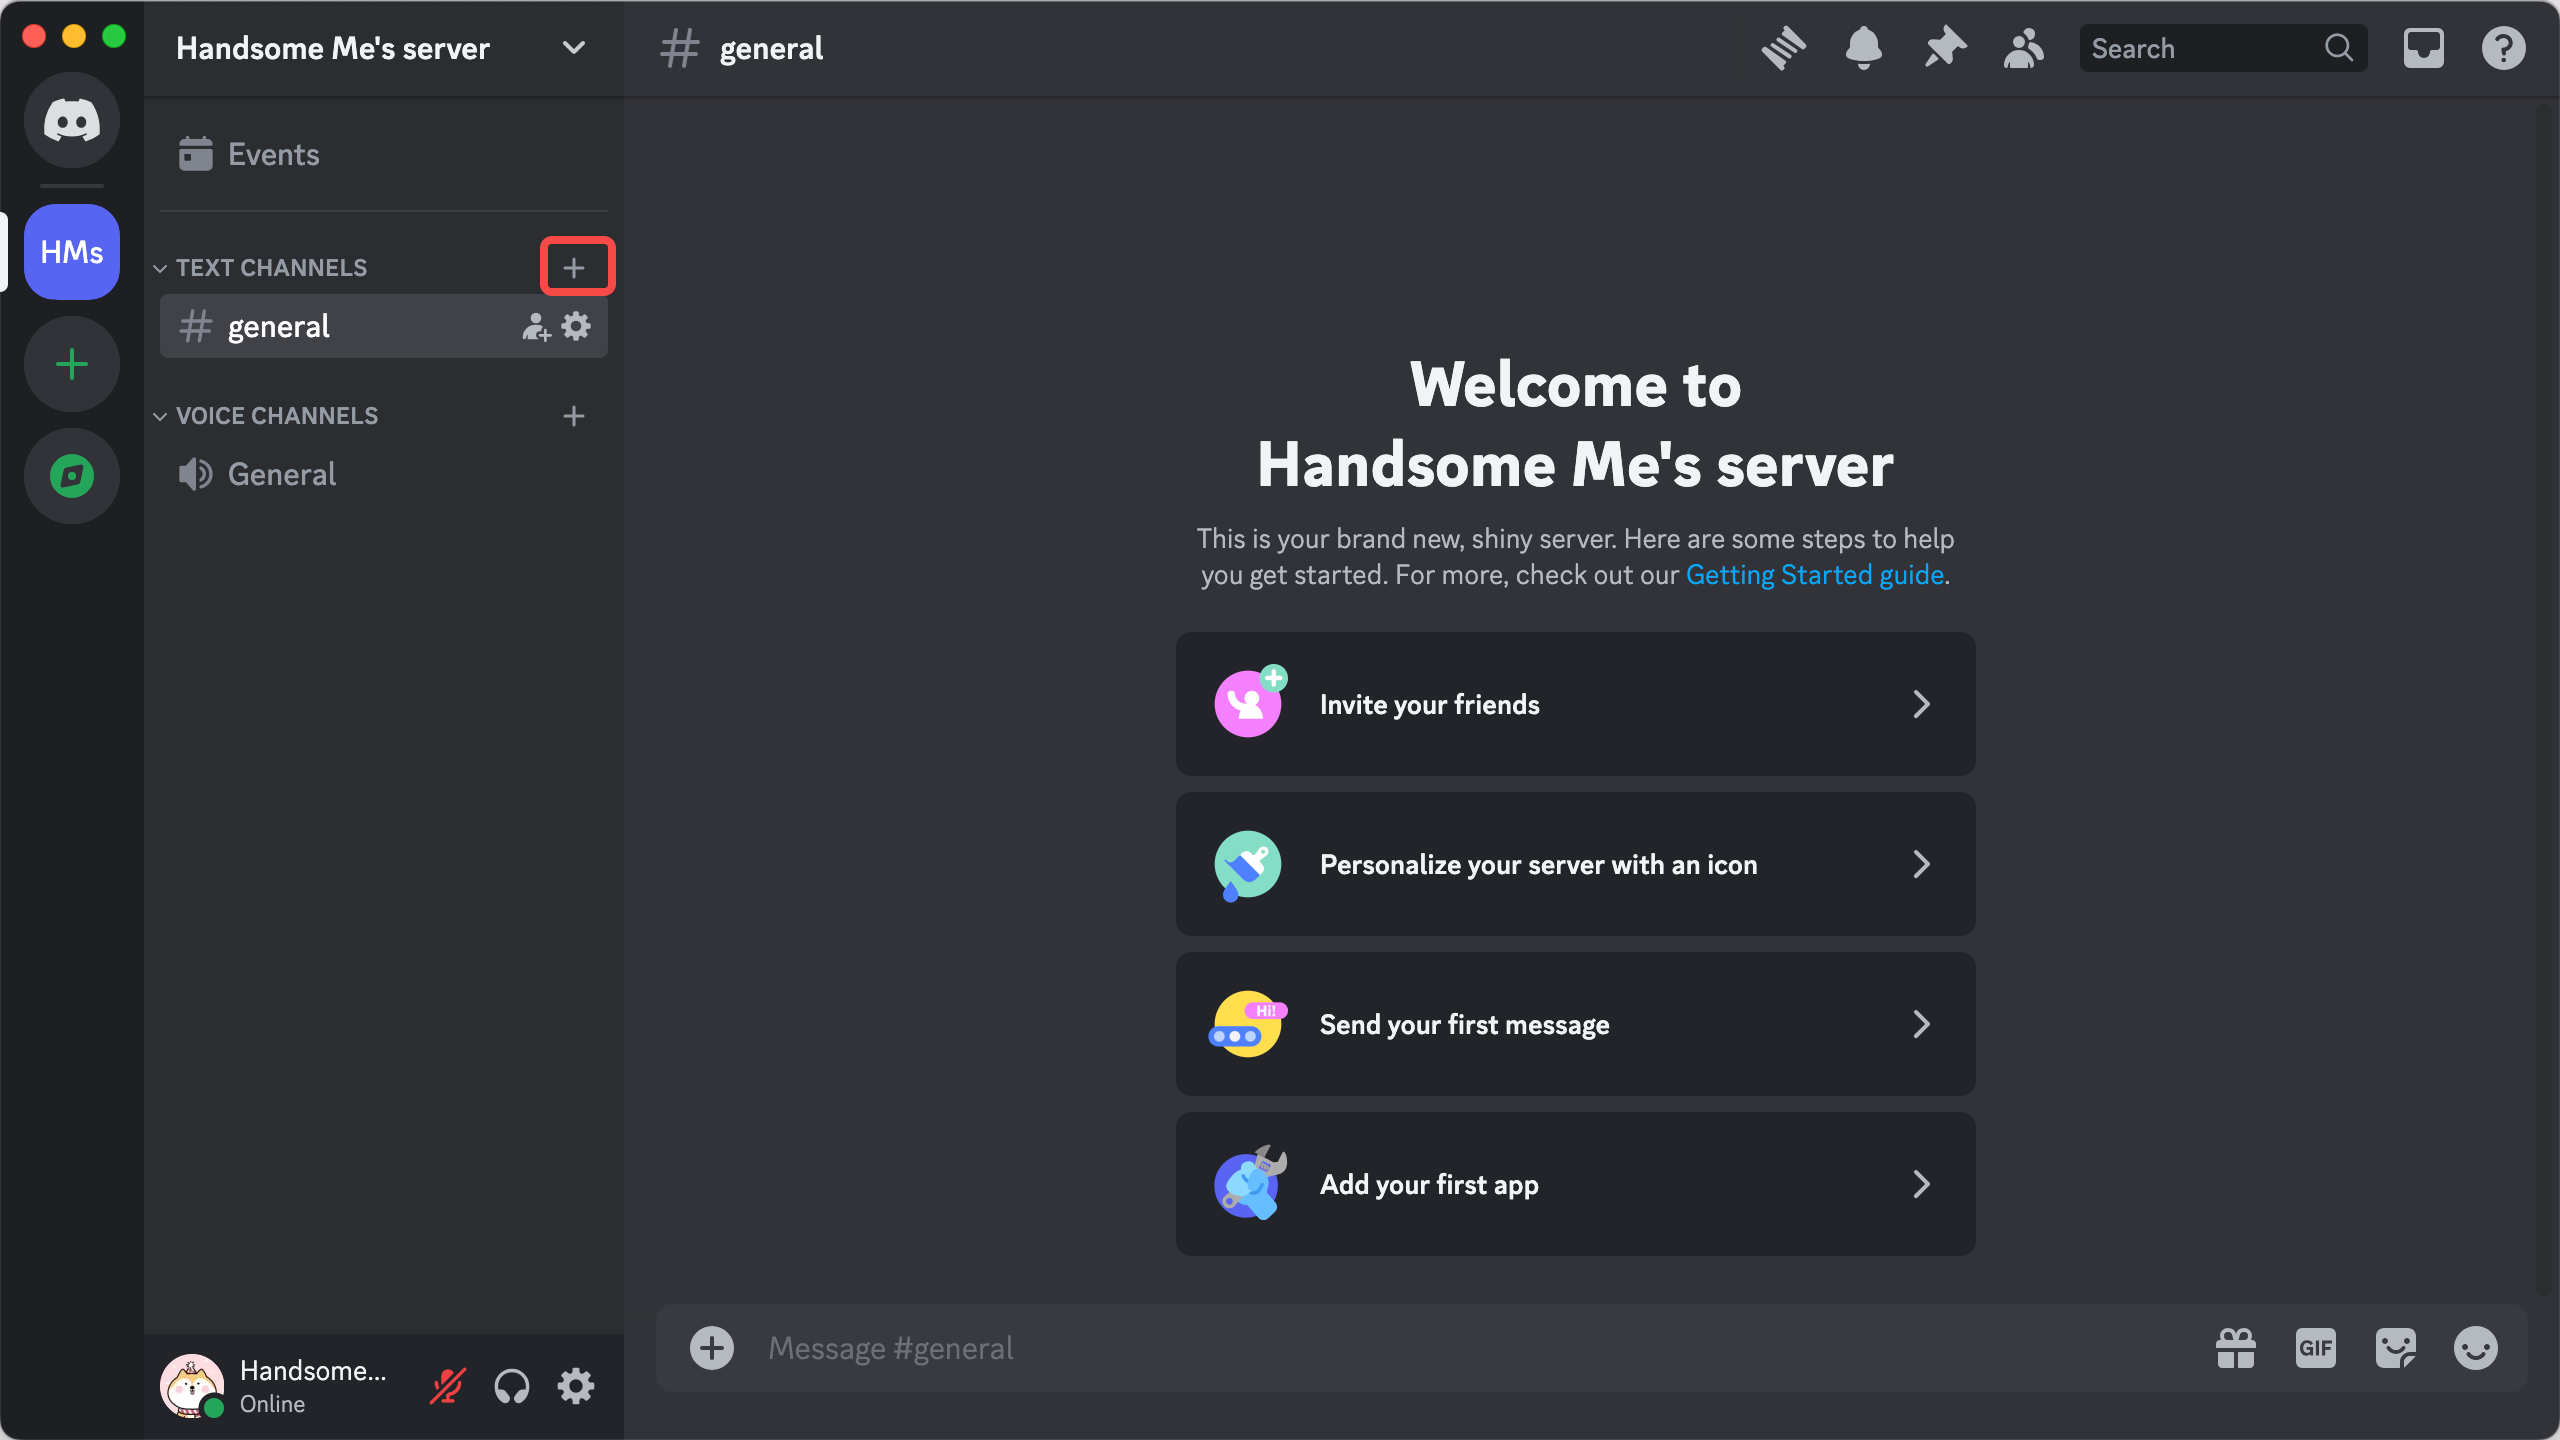 Handsome Me's server
general
Search
Events
HMs
TEXT CHANNELS
general
VOICE CHANNELS
General
Welcome to
Handsome Me's server
This is your brand new, shiny server. Here are some steps to help
you get started. For more, check out our Getting Started guide.
Invite your friends
Personalize your server with an icon
Hi!
Send your first message
Add your first app
Handsome...
Online
Message #general
GIF